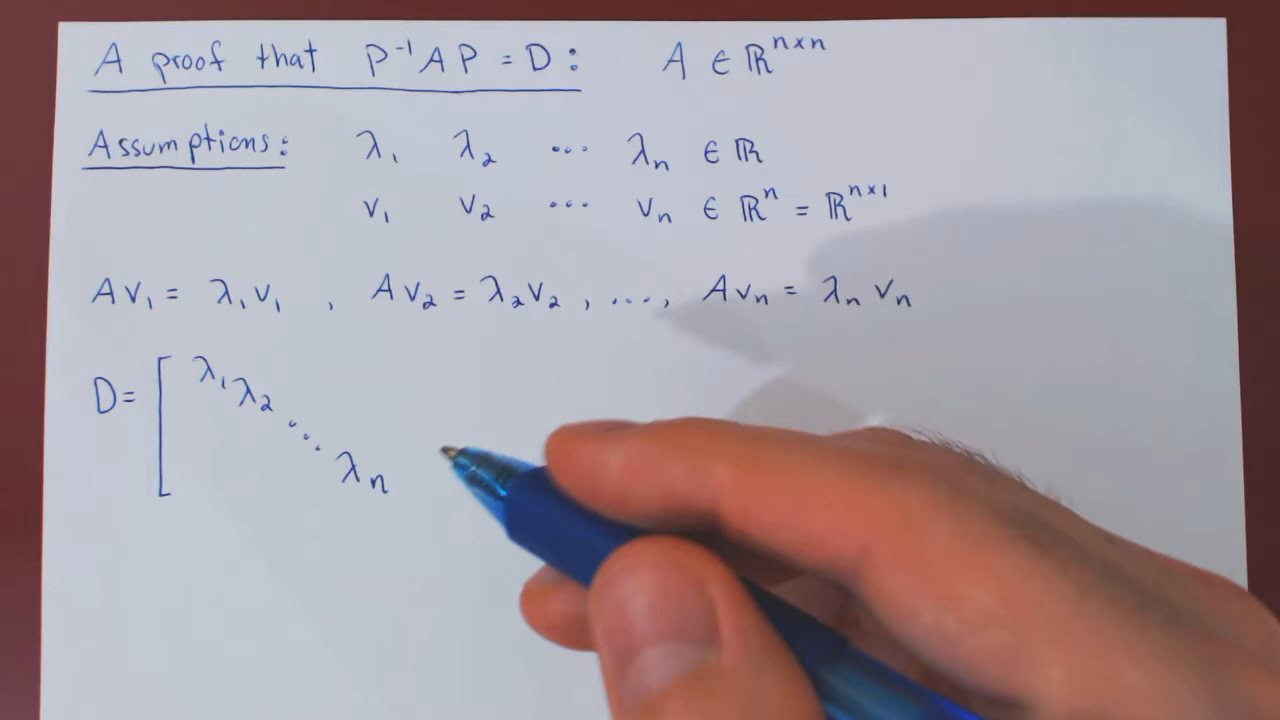 A proof that P⁻¹AP = D: A ∈ ℝⁿˣⁿ
Assumptions: λ₁ λ₂ ... λₙ ∈ ℝ
v₁ v₂ ... vₙ ∈ ℝⁿ = ℝⁿˣ¹
Av₁ = λ₁v₁ , Av₂ = λ₂v₂ , ..., Avₙ = λₙvₙ
D = [ λ₁ λ₂ ⋱ λₙ